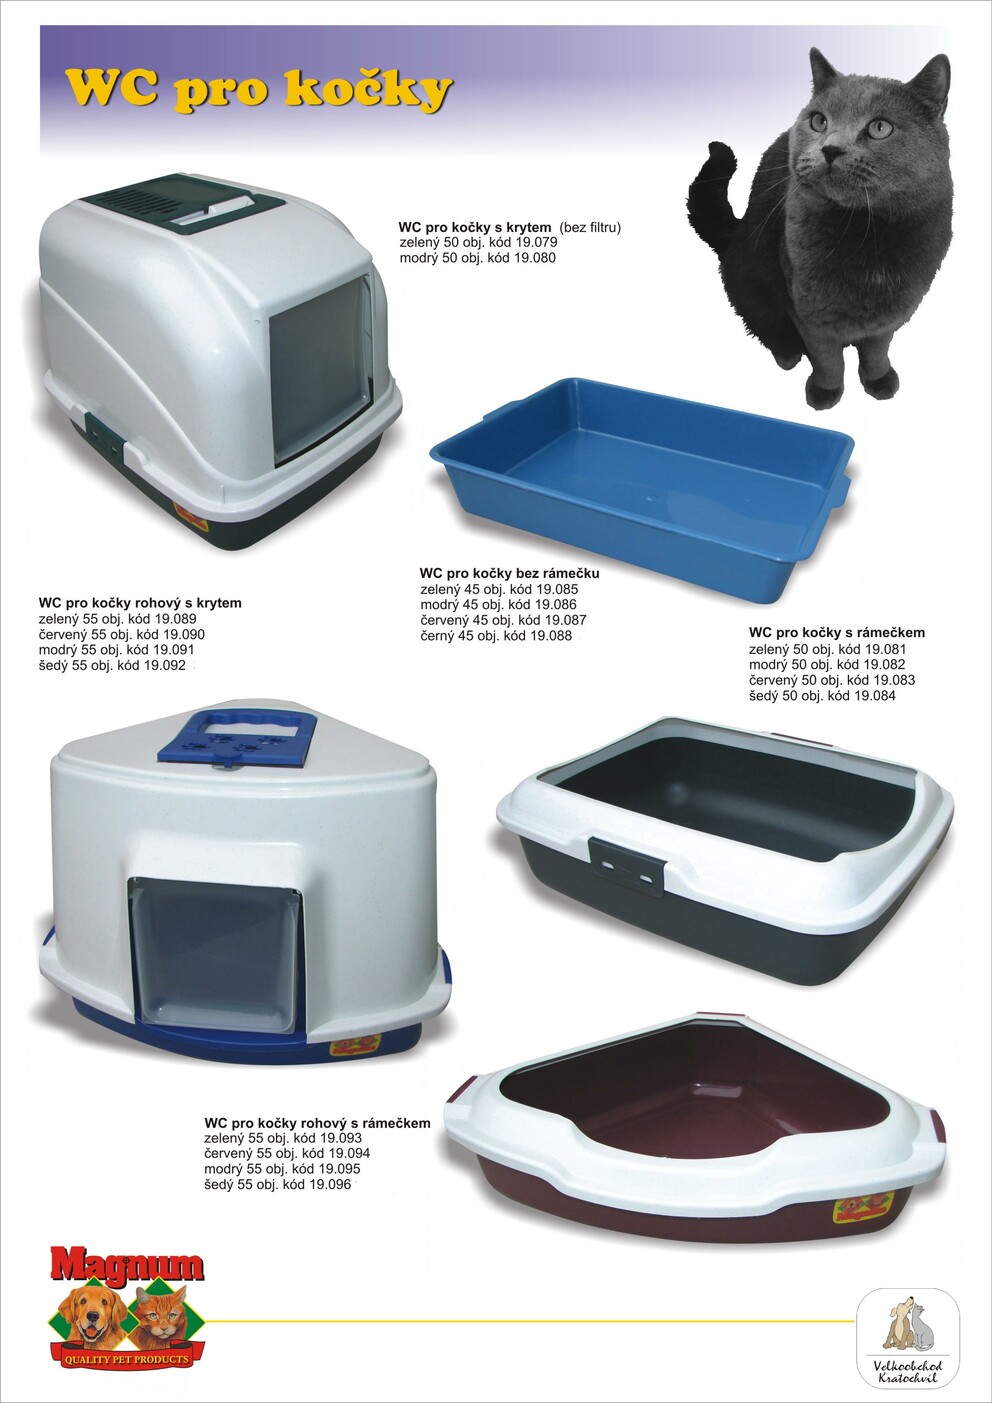 WC pro kočky
WC pro kočky s krytem (bez filtru)
zelený 50 obj. kód 19.079
modrý 50 obj. kód 19.080
WC pro kočky bez rámečku
zelený 45 obj. kód 19.085
modrý 45 obj. kód 19.086
červený 45 obj. kód 19.087
černý 45 obj. kód 19.088
WC pro kočky rohový s krytem
zelený 55 obj. kód 19.089
červený 55 obj. kód 19.090
modrý 55 obj. kód 19.091
šedý 55 obj. kód 19.092
WC pro kočky s rámečkem
zelený 50 obj. kód 19.081
modrý 50 obj. kód 19.082
červený 50 obj. kód 19.083
šedý 50 obj. kód 19.084
WC pro kočky rohový s rámečkem
zelený 55 obj. kód 19.093
červený 55 obj. kód 19.094
modrý 55 obj. kód 19.095
šedý 55 obj. kód 19.096
Magnum
QUALITY PET PRODUCTS
Velkoobchod
Kratochvíl